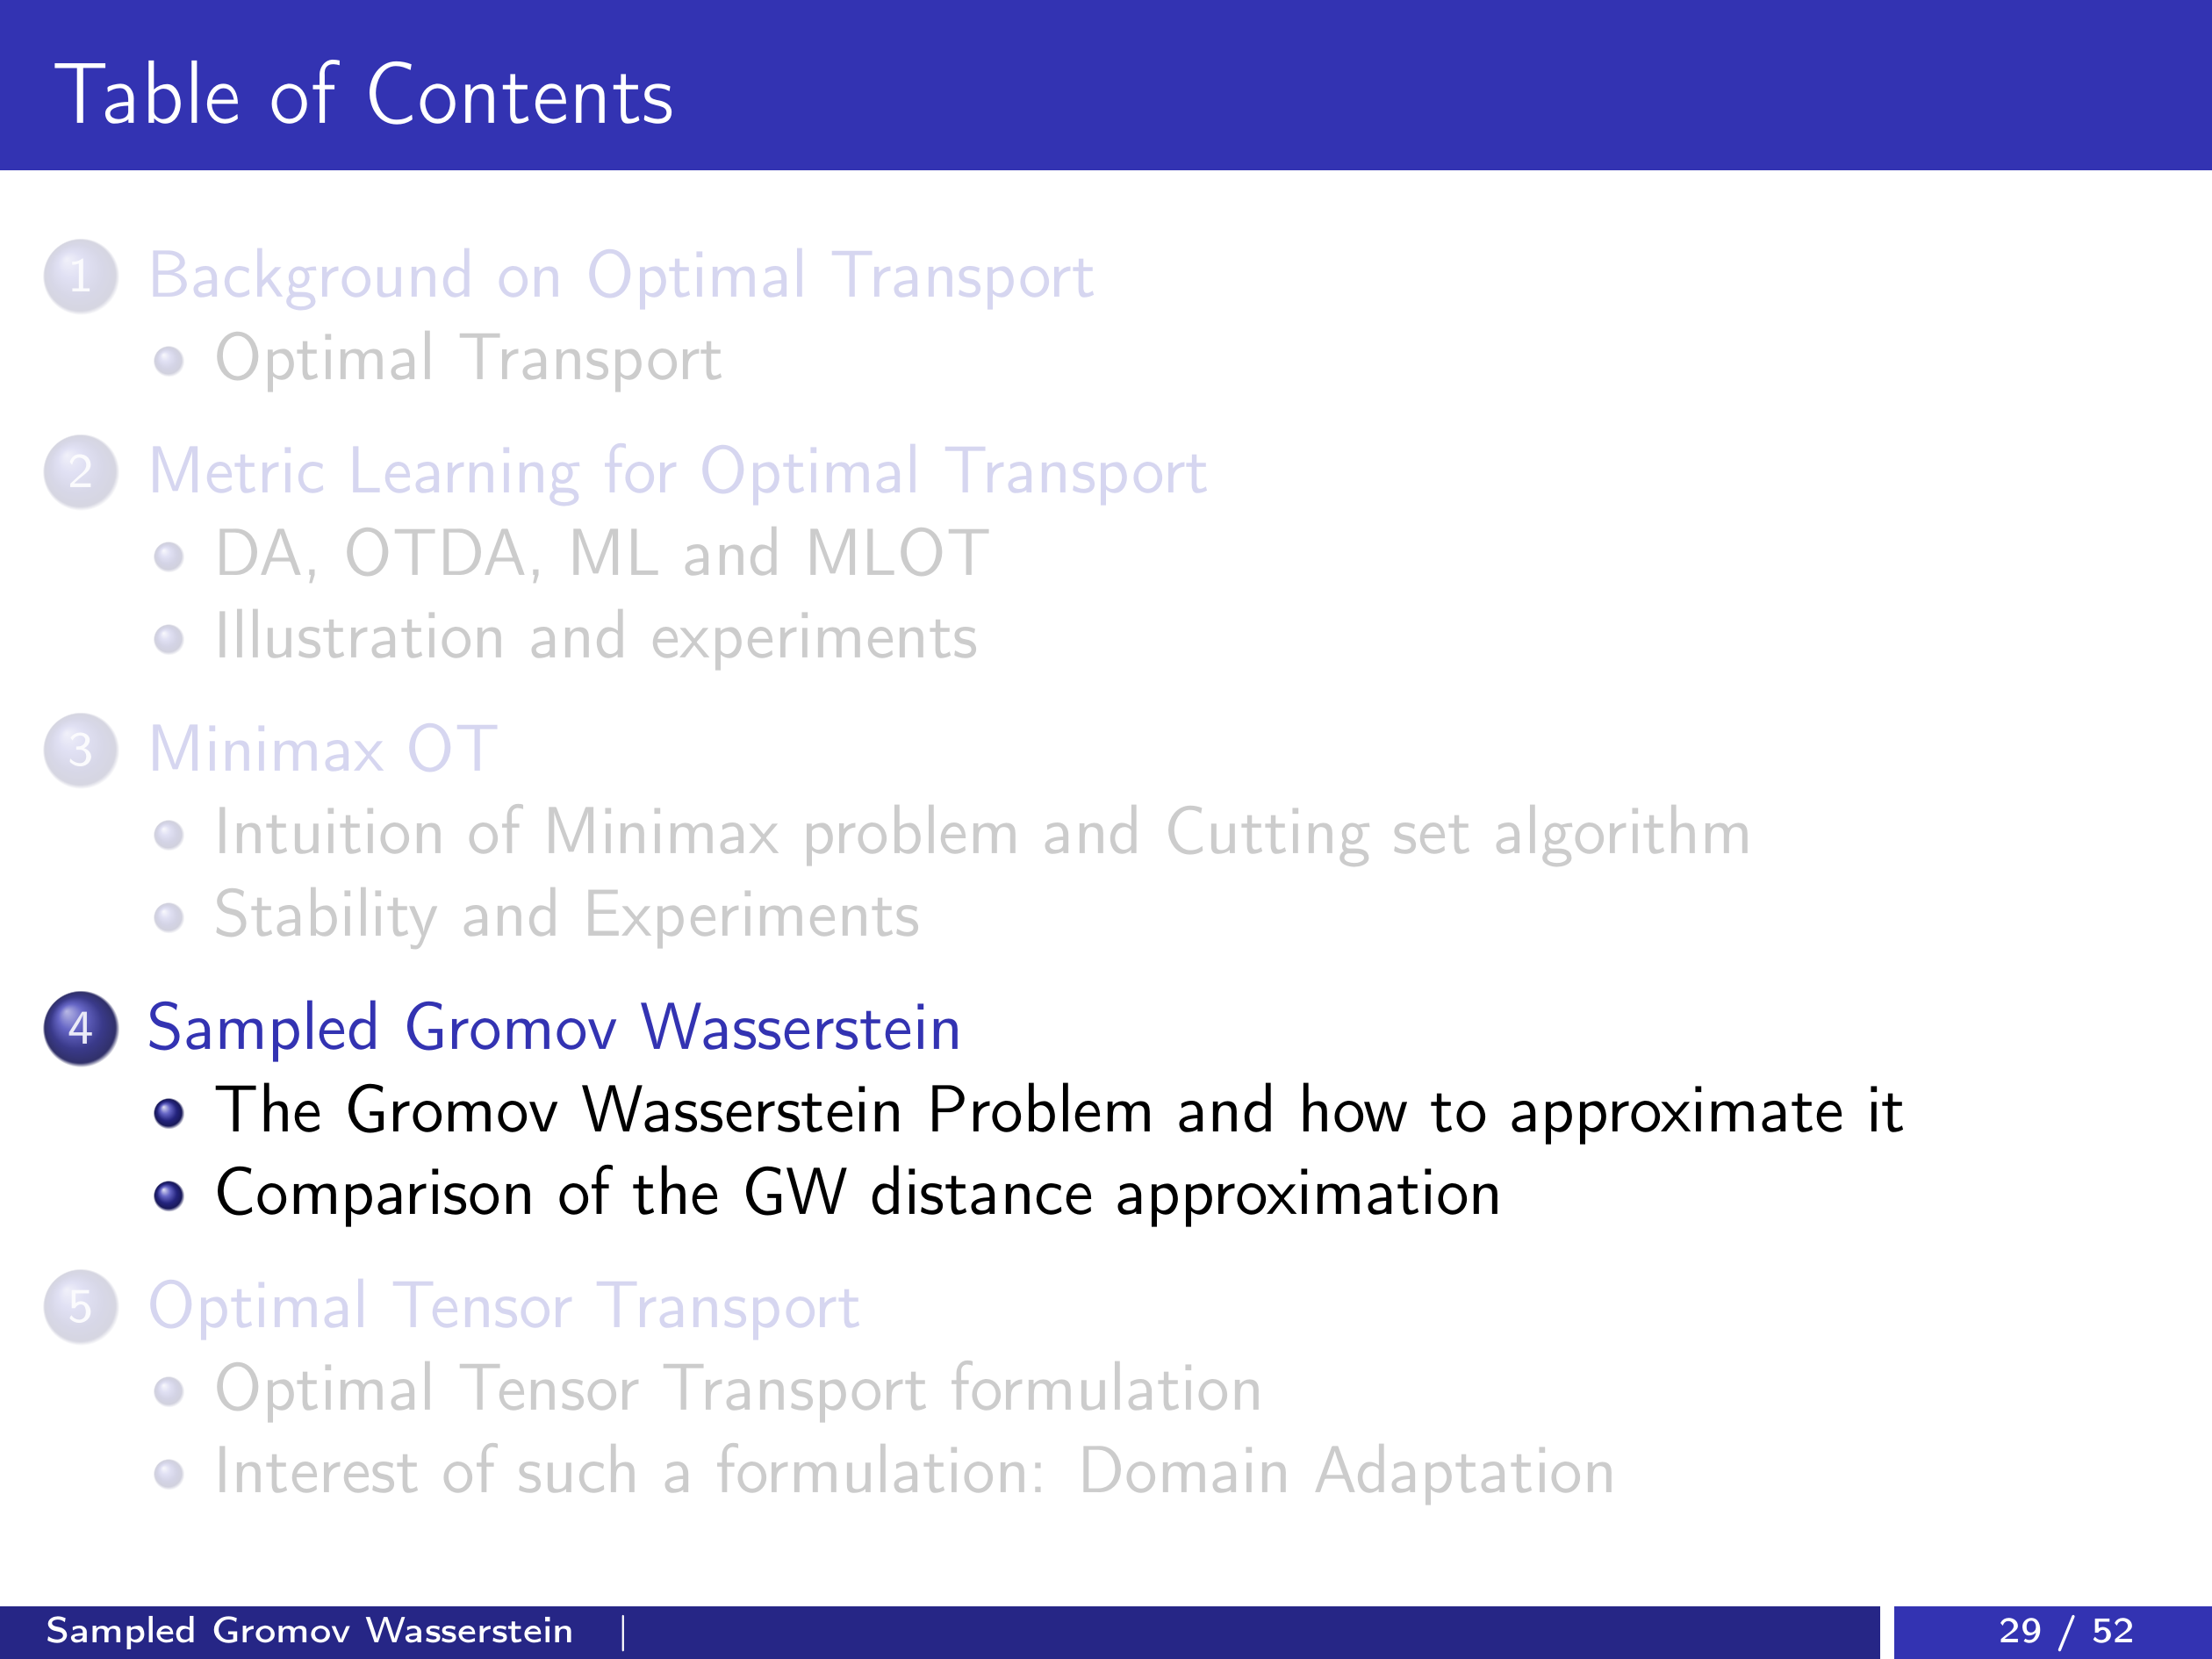 Table of Contents
1 Background on Optimal Transport
Optimal Transport
2 Metric Learning for Optimal Transport
DA, OTDA, ML and MLOT
Illustration and experiments
3 Minimax OT
Intuition of Minimax problem and Cutting set algorithm
Stability and Experiments
4 Sampled Gromov Wasserstein
The Gromov Wasserstein Problem and how to approximate it
Comparison of the GW distance approximation
5 Optimal Tensor Transport
Optimal Tensor Transport formulation
Interest of such a formulation: Domain Adaptation
Sampled Gromov Wasserstein |
29 / 52